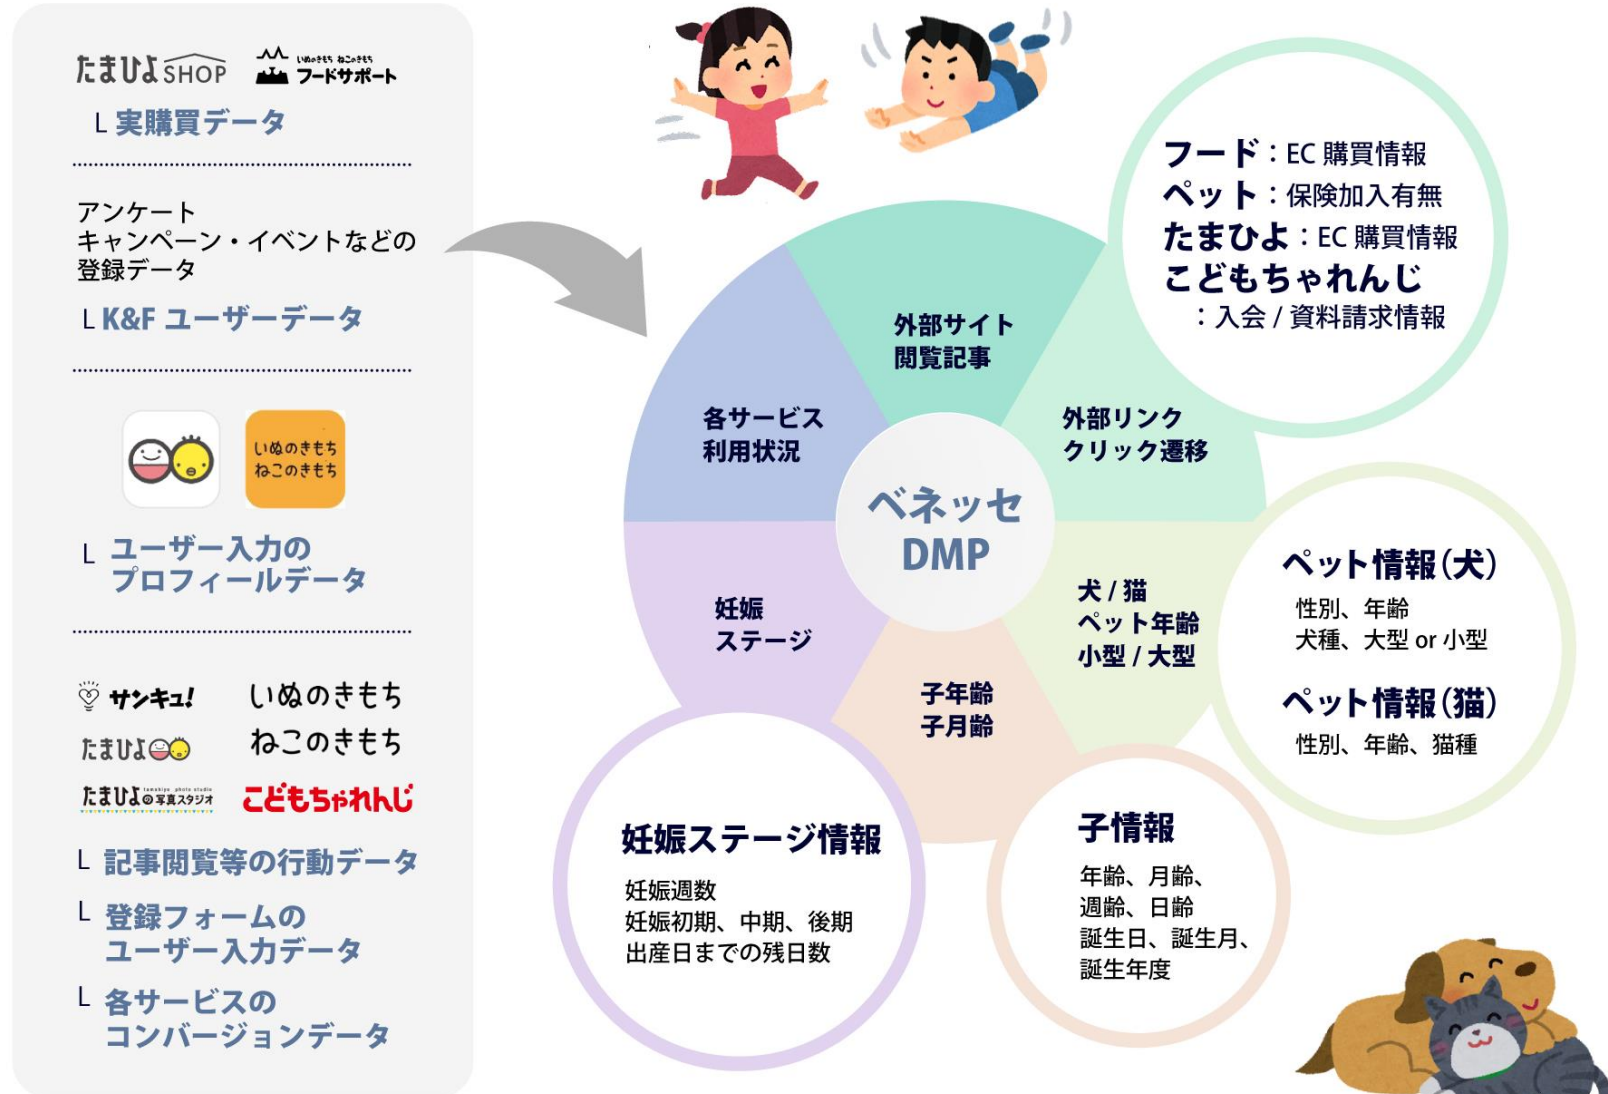 たまひよSHOP
いぬのきもち ねこのきもち
フードサポート
L 実購買データ
アンケート
キャンペーン・イベントなどの
登録データ
L K&F ユーザーデータ
いぬのきもち
ねこのきもち
L ユーザー入力の
プロフィールデータ
サンキュ!
いぬのきもち
ねこのきもち
たまひよ
たまひよの写真スタジオ
tamahiyo photo studio
こどもちゃれんじ
L 記事閲覧等の行動データ
L 登録フォームの
ユーザー入力データ
L 各サービスの
コンバージョンデータ
外部サイト
閲覧記事
各サービス
利用状況
外部リンク
クリック遷移
ベネッセ
DMP
妊娠
ステージ
犬 / 猫
ペット年齢
小型 / 大型
子年齢
子月齢
フード：EC 購買情報
ペット：保険加入有無
たまひよ：EC 購買情報
こどもちゃれんじ
：入会 / 資料請求情報
ペット情報（犬）
性別、年齢
犬種、大型 or 小型
ペット情報（猫）
性別、年齢、猫種
妊娠ステージ情報
妊娠週数
妊娠初期、中期、後期
出産日までの残日数
子情報
年齢、月齢、
週齢、日齢
誕生日、誕生月、
誕生年度